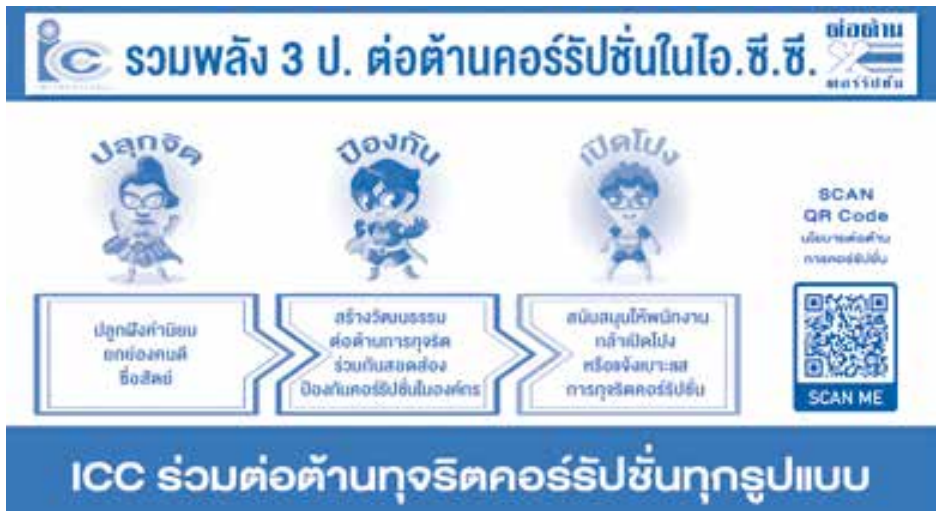 รวมพลัง 3 ป. ต่อต้านคอร์รัปชั่นในไอ.ซี.ซี.
ต่อต้าน
คอร์รัปชั่น
ปลุกจิต
ป้องกัน
เปิดโปง
ปลูกฝังค่านิยม
ยกย่องคนดี
ซื่อสัตย์
สร้างวัฒนธรรม
ต่อต้านการทุจริต
ร่วมกันสอดส่อง
ป้องกันคอร์รัปชั่นในองค์กร
สนับสนุนให้พนักงาน
กล้าเปิดโปง
หรือแจ้งเบาะแส
การทุจริตคอร์รัปชั่น
SCAN
QR Code
นโยบายต่อต้าน
การคอร์รัปชั่น
SCAN ME
ICC ร่วมต่อต้านทุจริตคอร์รัปชั่นทุกรูปแบบ